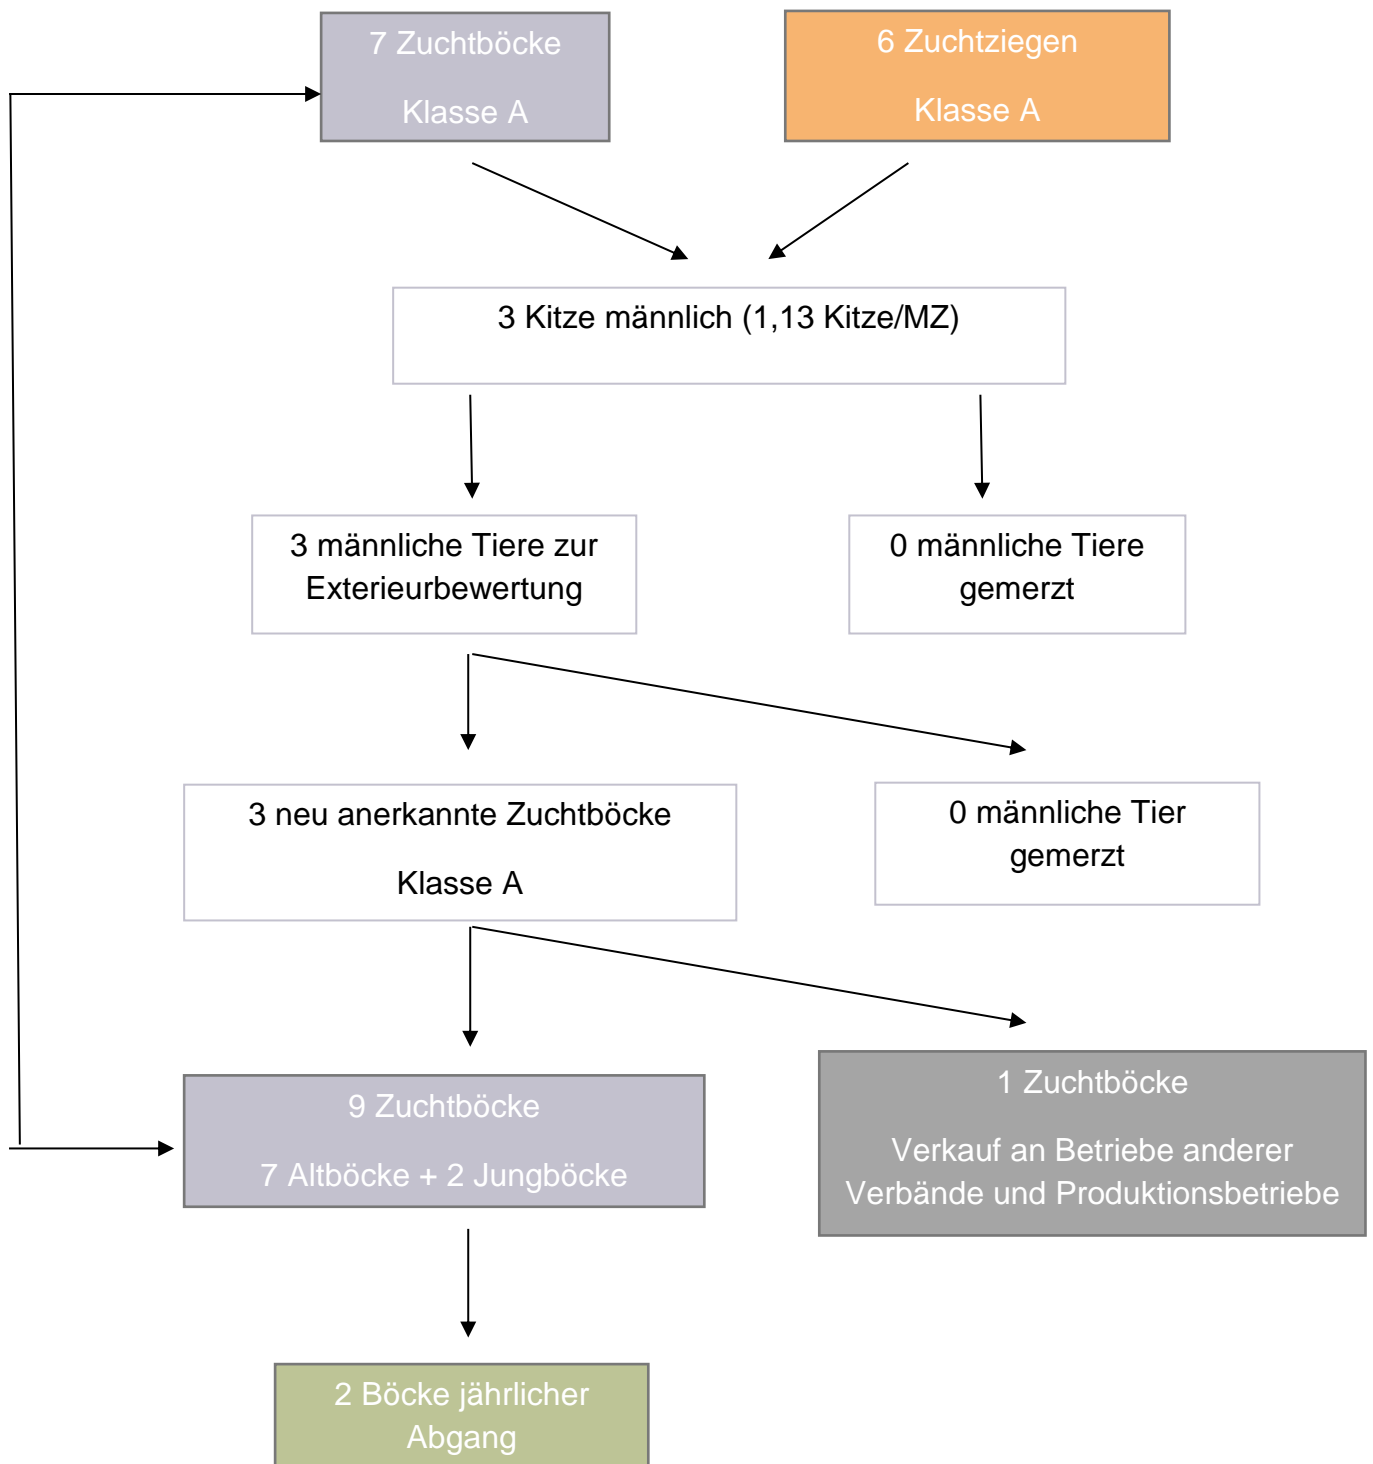 7 Zuchtböcke
Klasse A
6 Zuchtziegen
Klasse A
3 Kitze männlich (1,13 Kitze/MZ)
3 männliche Tiere zur
Exterieurbewertung
0 männliche Tiere
gemerzt
3 neu anerkannte Zuchtböcke
Klasse A
0 männliche Tier
gemerzt
9 Zuchtböcke
7 Altböcke + 2 Jungböcke
1 Zuchtböcke
Verkauf an Betriebe anderer
Verbände und Produktionsbetriebe
2 Böcke jährlicher
Abgang